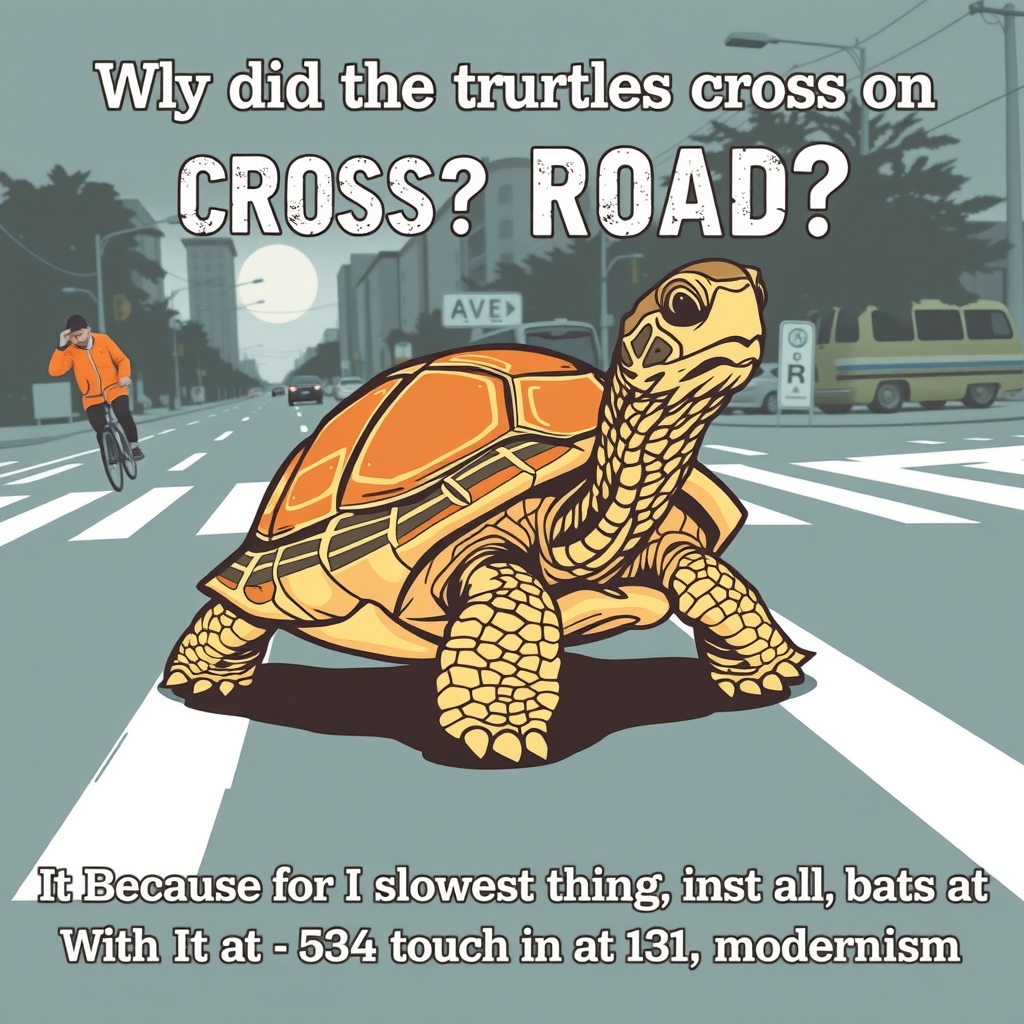 Wly did the trurtles cross on
CROSS? ROAD?
AVE
R
It Because for I slowest thing, inst all, bats at
With It at - 534 touch in at 131, modernism